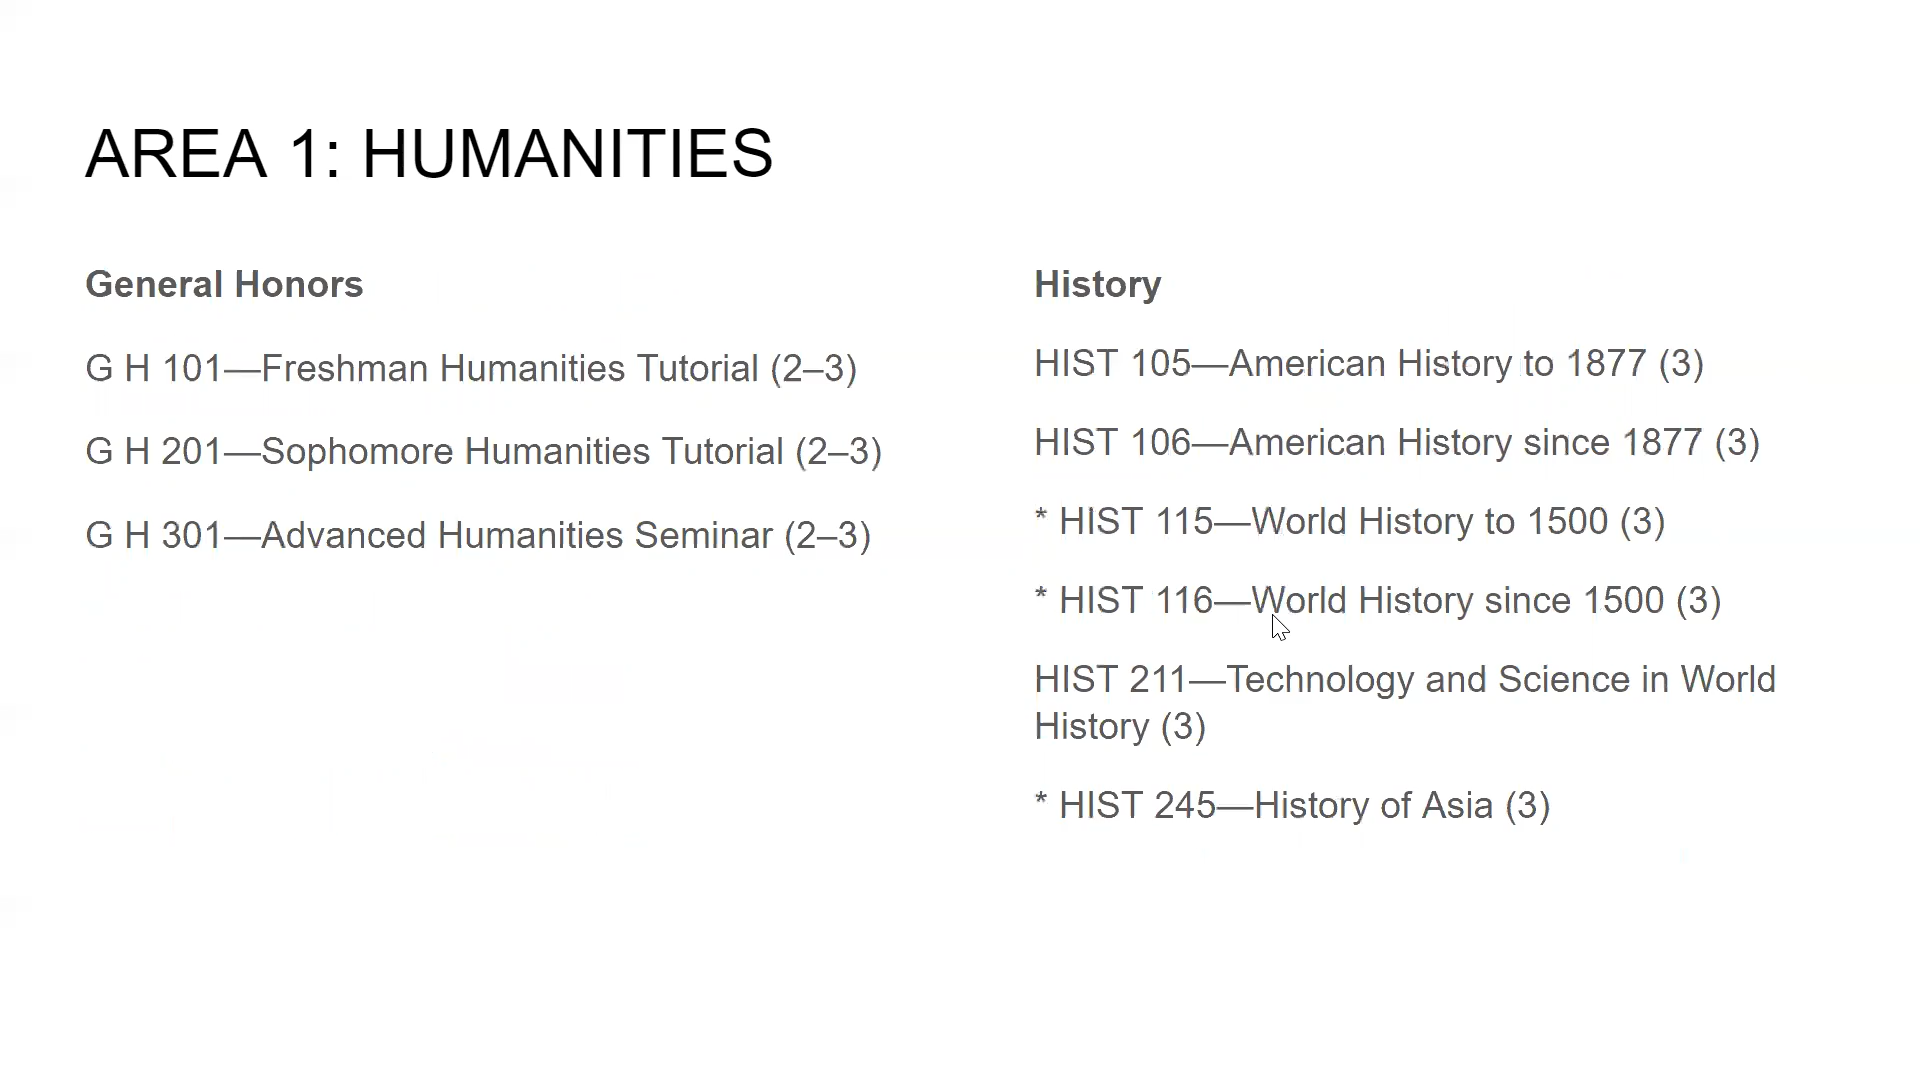 AREA 1: HUMANITIES
General Honors
G H 101—Freshman Humanities Tutorial (2–3)
G H 201—Sophomore Humanities Tutorial (2–3)
G H 301—Advanced Humanities Seminar (2–3)
History
HIST 105—American History to 1877 (3)
HIST 106—American History since 1877 (3)
* HIST 115—World History to 1500 (3)
* HIST 116—World History since 1500 (3)
HIST 211—Technology and Science in World
History (3)
* HIST 245—History of Asia (3)